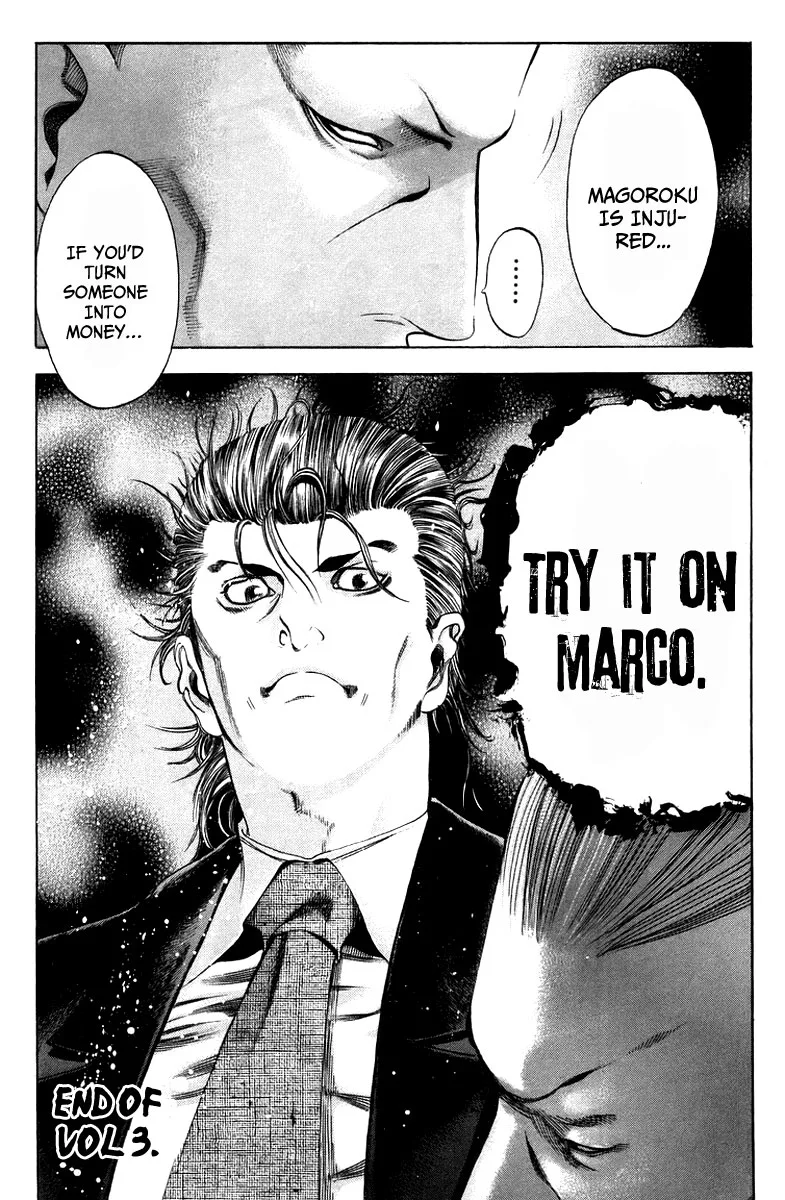 MAGOROKU
IS INJU-
RED...
......
IF YOU'D
TURN
SOMEONE
INTO
MONEY...
TRY IT ON
MARCO.
END OF
VOL 3.